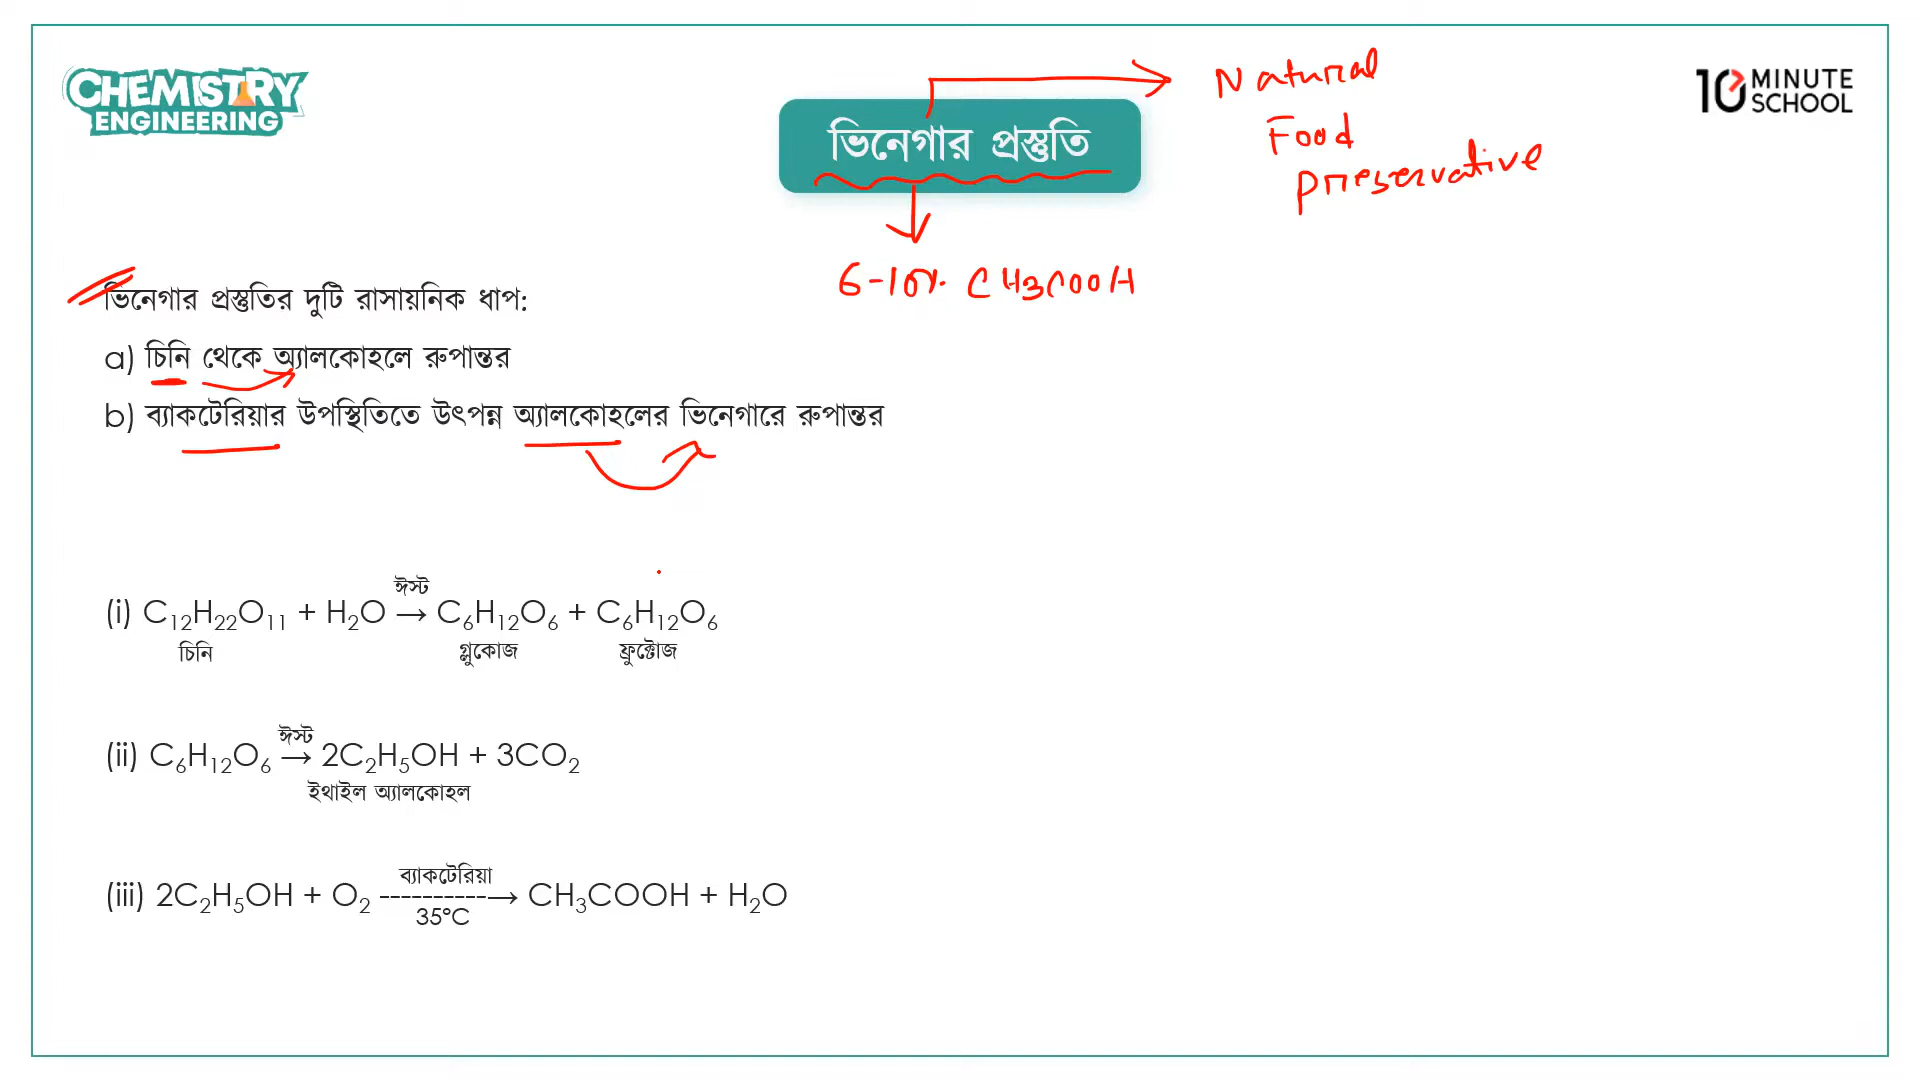 CHEMISTRY
ENGINEERING
ভিনেগার প্রস্তুতি
Natural
Food
Preservative
10 MINUTE
SCHOOL
6-10% CH3COOH
ভিনেগার প্রস্তুতির দুটি রাসায়নিক ধাপ:
a) চিনি থেকে অ্যালকোহলে রুপান্তর
b) ব্যাকটেরিয়ার উপস্থিতিতে উৎপন্ন অ্যালকোহলের ভিনেগারে রুপান্তর
ঈস্ট
(i) C₁₂H₂₂O₁₁ + H₂O → C₆H₁₂O₆ + C₆H₁₂O₆
চিনি গ্লুকোজ ফ্রুক্টোজ
ঈস্ট
(ii) C₆H₁₂O₆ → 2C₂H₅OH + 3CO₂
ইথাইল অ্যালকোহল
ব্যাকটেরিয়া
(iii) 2C₂H₅OH + O₂ ----------→ CH₃COOH + H₂O
35°C